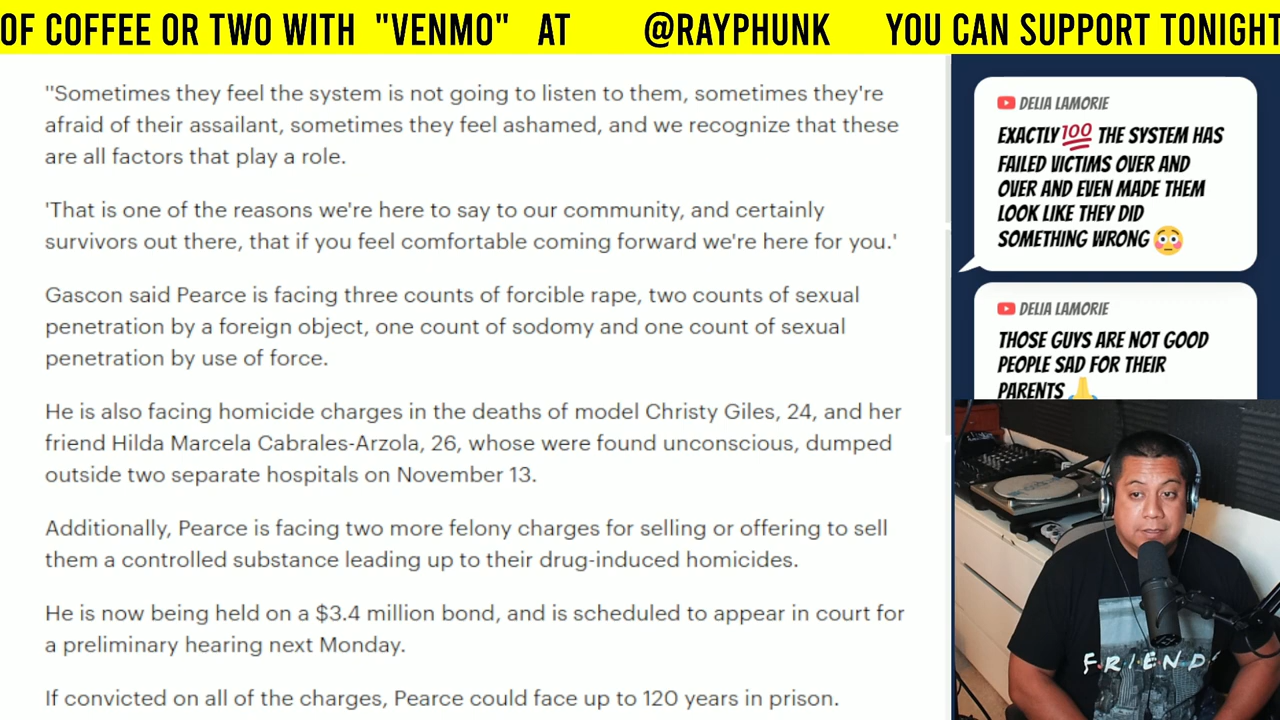 OF COFFEE OR TWO WITH "VENMO" AT @RAYPHUNK YOU CAN SUPPORT TONIGHT
"Sometimes they feel the system is not going to listen to them, sometimes they're
afraid of their assailant, sometimes they feel ashamed, and we recognize that these
are all factors that play a role.
'That is one of the reasons we're here to say to our community, and certainly
survivors out there, that if you feel comfortable coming forward we're here for you.'
Gascon said Pearce is facing three counts of forcible rape, two counts of sexual
penetration by a foreign object, one count of sodomy and one count of sexual
penetration by use of force.
He is also facing homicide charges in the deaths of model Christy Giles, 24, and her
friend Hilda Marcela Cabrales-Arzola, 26, whose were found unconscious, dumped
outside two separate hospitals on November 13.
Additionally, Pearce is facing two more felony charges for selling or offering to sell
them a controlled substance leading up to their drug-induced homicides.
He is now being held on a $3.4 million bond, and is scheduled to appear in court for
a preliminary hearing next Monday.
If convicted on all of the charges, Pearce could face up to 120 years in prison.
DELIA LAMORIE
EXACTLY 💯 THE SYSTEM HAS
FAILED VICTIMS OVER AND
OVER AND EVEN MADE THEM
LOOK LIKE THEY DID
SOMETHING WRONG 😳
DELIA LAMORIE
THOSE GUYS ARE NOT GOOD
PEOPLE SAD FOR THEIR
PARENTS 🙏
FRIENDS